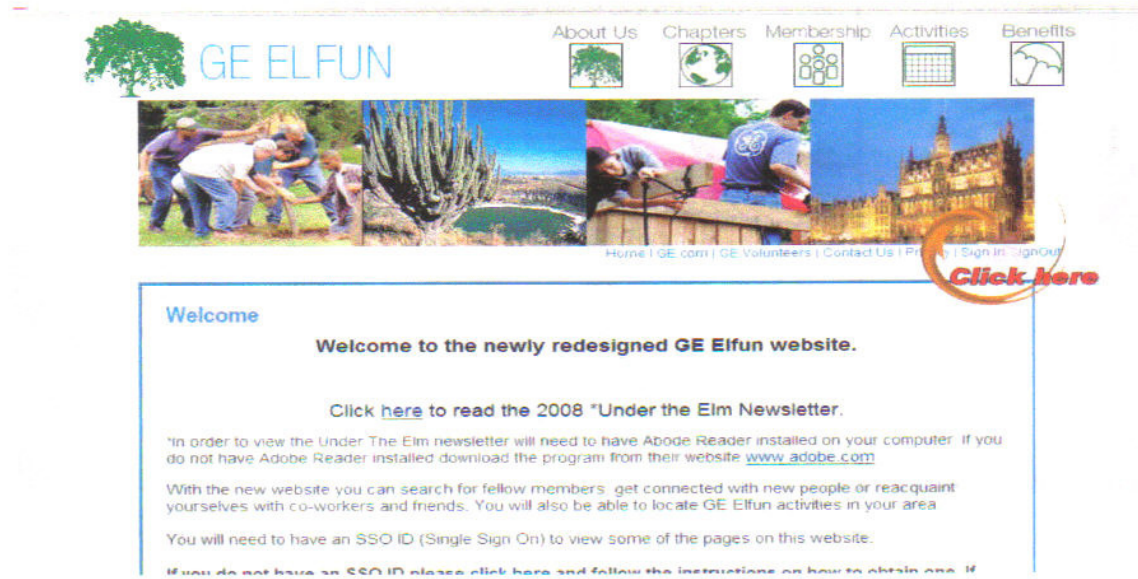 GE ELFUN
About Us Chapters Membership Activities Benefits
Home | GE.com | GE Volunteers | Contact Us | | Sign In SignOut
Click here
Welcome
Welcome to the newly redesigned GE Elfun website.
Click here to read the 2008 *Under the Elm Newsletter.
*In order to view the Under The Elm newsletter will need to have Abode Reader installed on your computer. If you
do not have Adobe Reader installed download the program from their website www.adobe.com
With the new website you can search for fellow members, get connected with new people or reacquaint
yourselves with co-workers and friends. You will also be able to locate GE Elfun activities in your area
You will need to have an SSO ID (Single Sign On) to view some of the pages on this website.
If you do not have an SSO ID please click here and follow the instructions on how to obtain one. If